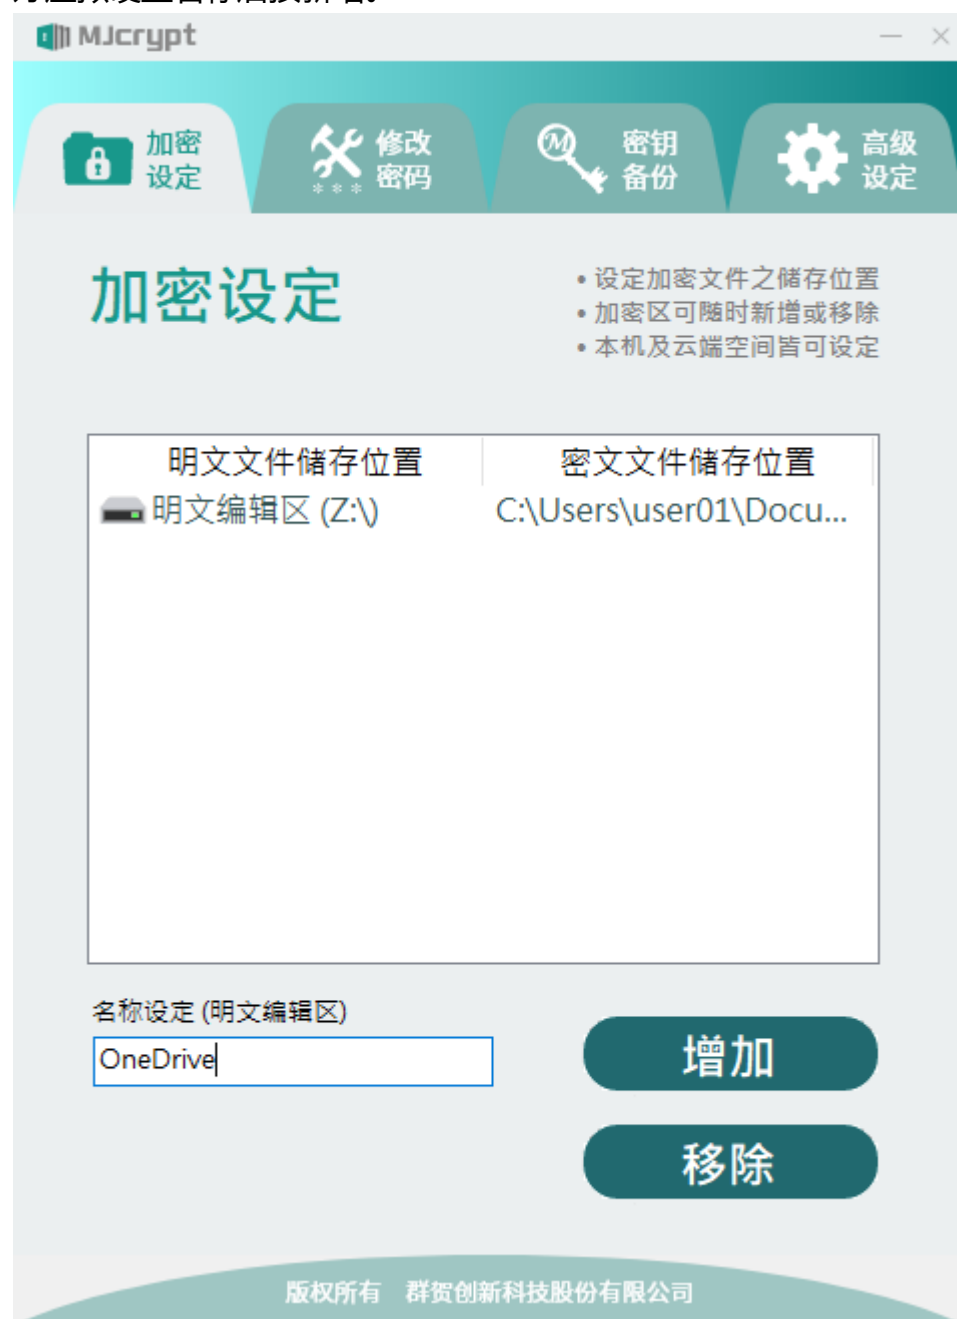 MJcrypt
加密
设定
修改
密码
***
密钥
备份
高级
设定
加密设定
• 设定加密文件之储存位置
• 加密区可随时新增或移除
• 本机及云端空间皆可设定
明文文件储存位置 密文文件储存位置
明文编辑区 (Z:\) C:\Users\user01\Docu...
名称设定 (明文编辑区)
OneDrive
增加
移除
版权所有 群贺创新科技股份有限公司